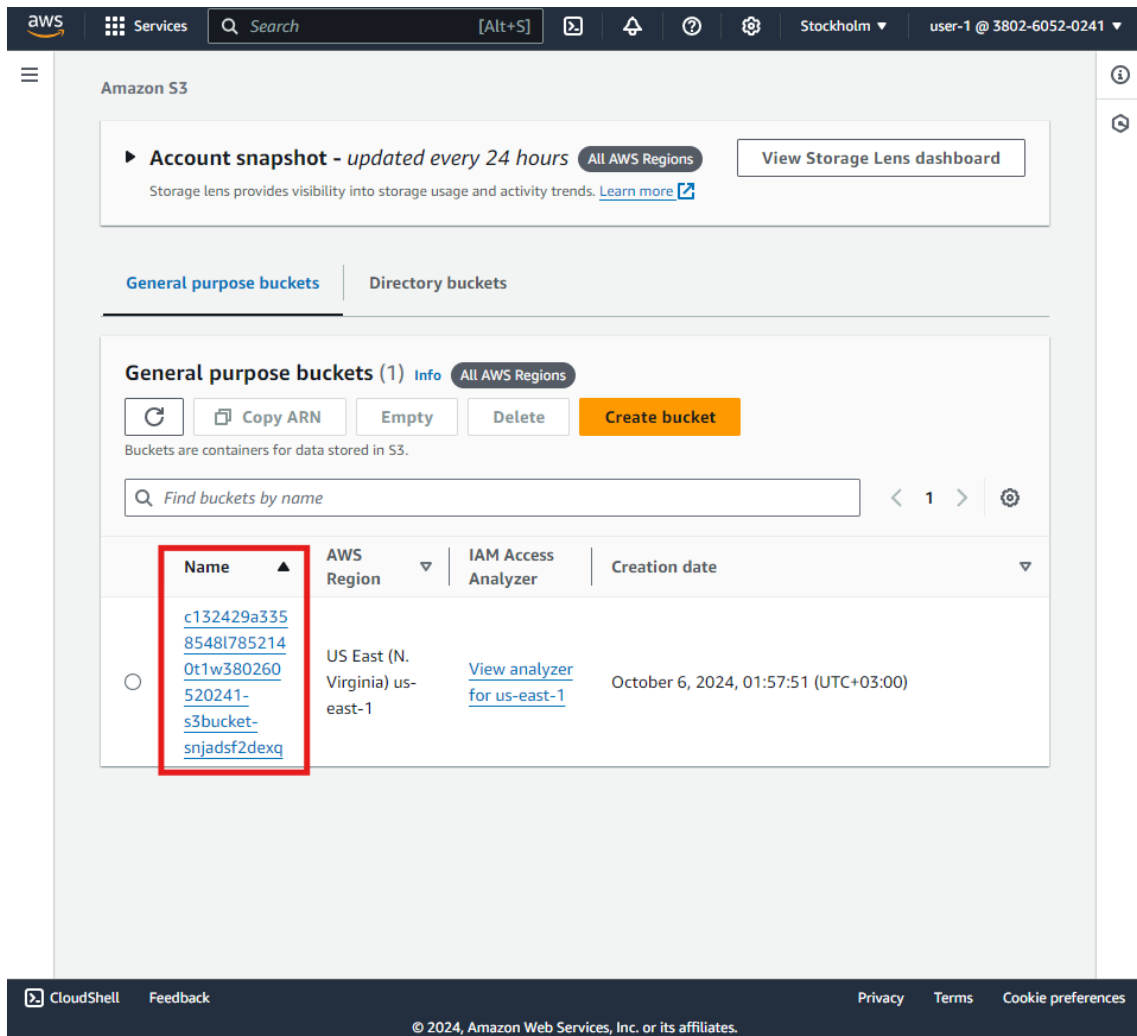 aws
Services
Search [Alt+S]
Stockholm
user-1 @ 3802-6052-0241
Amazon S3
Account snapshot - updated every 24 hours All AWS Regions
View Storage Lens dashboard
Storage lens provides visibility into storage usage and activity trends. Learn more
General purpose buckets
Directory buckets
General purpose buckets (1) Info All AWS Regions
Copy ARN
Empty
Delete
Create bucket
Buckets are containers for data stored in S3.
Find buckets by name
1
Name
AWS
Region
IAM Access
Analyzer
Creation date
c132429a335
8548l785214
0t1w380260
520241-
s3bucket-
snjadsf2dexq
US East (N.
Virginia) us-
east-1
View analyzer
for us-east-1
October 6, 2024, 01:57:51 (UTC+03:00)
CloudShell
Feedback
Privacy
Terms
Cookie preferences
© 2024, Amazon Web Services, Inc. or its affiliates.